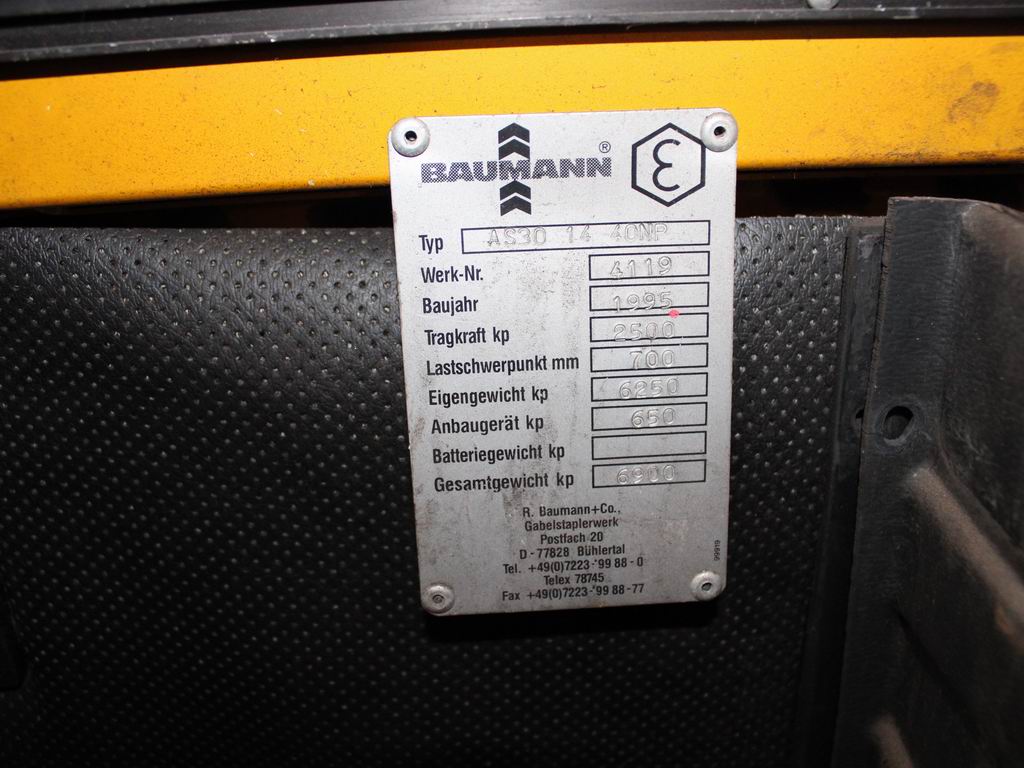 BAUMANN ®
Typ AS30 14 40NP
Werk-Nr. 4119
Baujahr 1995
Tragkraft kp 2500
Lastschwerpunkt mm 700
Eigengewicht kp 6250
Anbaugerät kp 650
Batteriegewicht kp
Gesamtgewicht kp 6900
R. Baumann+Co.,
Gabelstaplerwerk
Postfach 20
D-77828 Bühlertal
Tel. +49(0)7223-99 88-0
Telex 78745
Fax +49(0)7223-99 88-77
99919